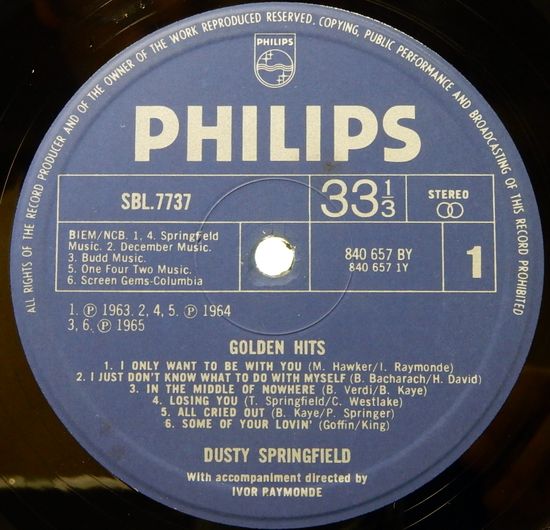 ALL RIGHTS OF THE RECORD PRODUCER AND OF THE OWNER OF THE WORK REPRODUCED RESERVED. COPYING, PUBLIC PERFORMANCE AND BROADCASTING OF THIS RECORD PROHIBITED
PHILIPS
PHILIPS
SBL.7737
33 1/3
STEREO
BIEM/NCB. 1, 4. Springfield
Music. 2. December Music.
3. Budd Music.
5. One Four Two Music.
6. Screen Gems-Columbia
840 657 BY
840 657 1Y
1
1. ℗ 1963. 2, 4, 5. ℗ 1964
3, 6. ℗ 1965
GOLDEN HITS
1. I ONLY WANT TO BE WITH YOU (M. Hawker/I. Raymonde)
2. I JUST DON'T KNOW WHAT TO DO WITH MYSELF (B. Bacharach/H. David)
3. IN THE MIDDLE OF NOWHERE (B. Verdi/B. Kaye)
4. LOSING YOU (T. Springfield/C. Westlake)
5. ALL CRIED OUT (B. Kaye/P. Springer)
6. SOME OF YOUR LOVIN' (Goffin/King)
DUSTY SPRINGFIELD
With accompaniment directed by
IVOR RAYMONDE